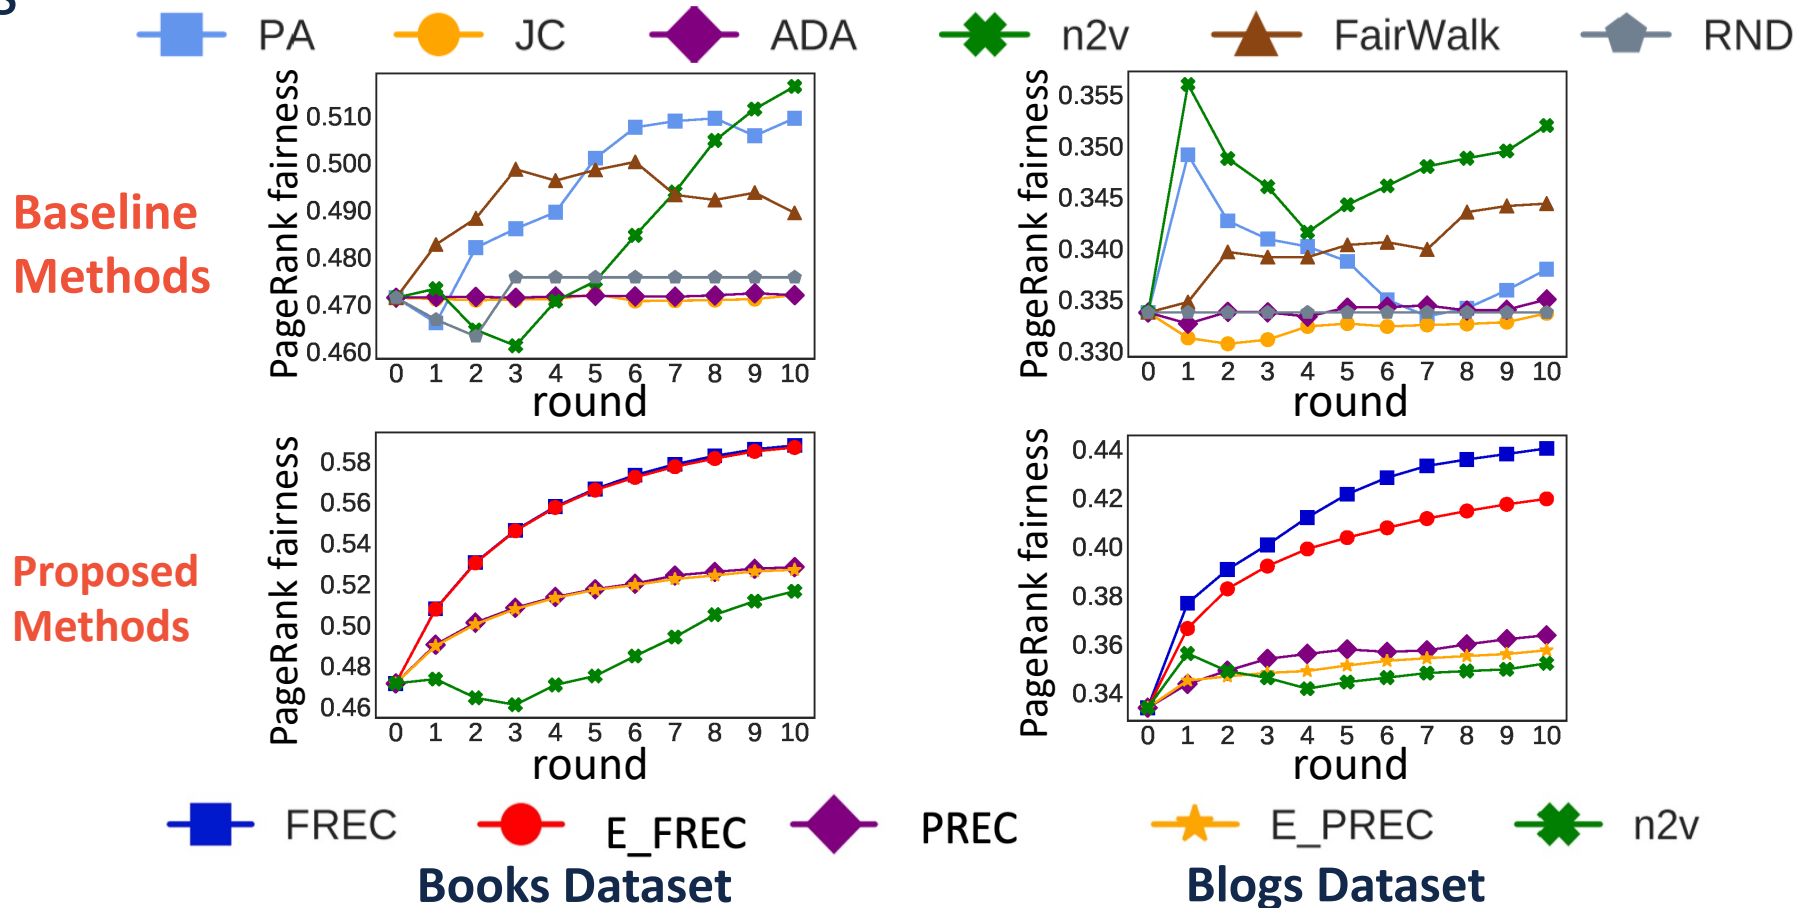 PA JC ADA n2v FairWalk RND
Baseline
Methods
PageRank fairness
0.510
0.500
0.490
0.480
0.470
0.460
0 1 2 3 4 5 6 7 8 9 10
round
PageRank fairness
0.355
0.350
0.345
0.340
0.335
0.330
0 1 2 3 4 5 6 7 8 9 10
round
Proposed
Methods
PageRank fairness
0.58
0.56
0.54
0.52
0.50
0.48
0.46
0 1 2 3 4 5 6 7 8 9 10
round
PageRank fairness
0.44
0.42
0.40
0.38
0.36
0.34
0 1 2 3 4 5 6 7 8 9 10
round
FREC E_FREC PREC E_PREC n2v
Books Dataset
Blogs Dataset